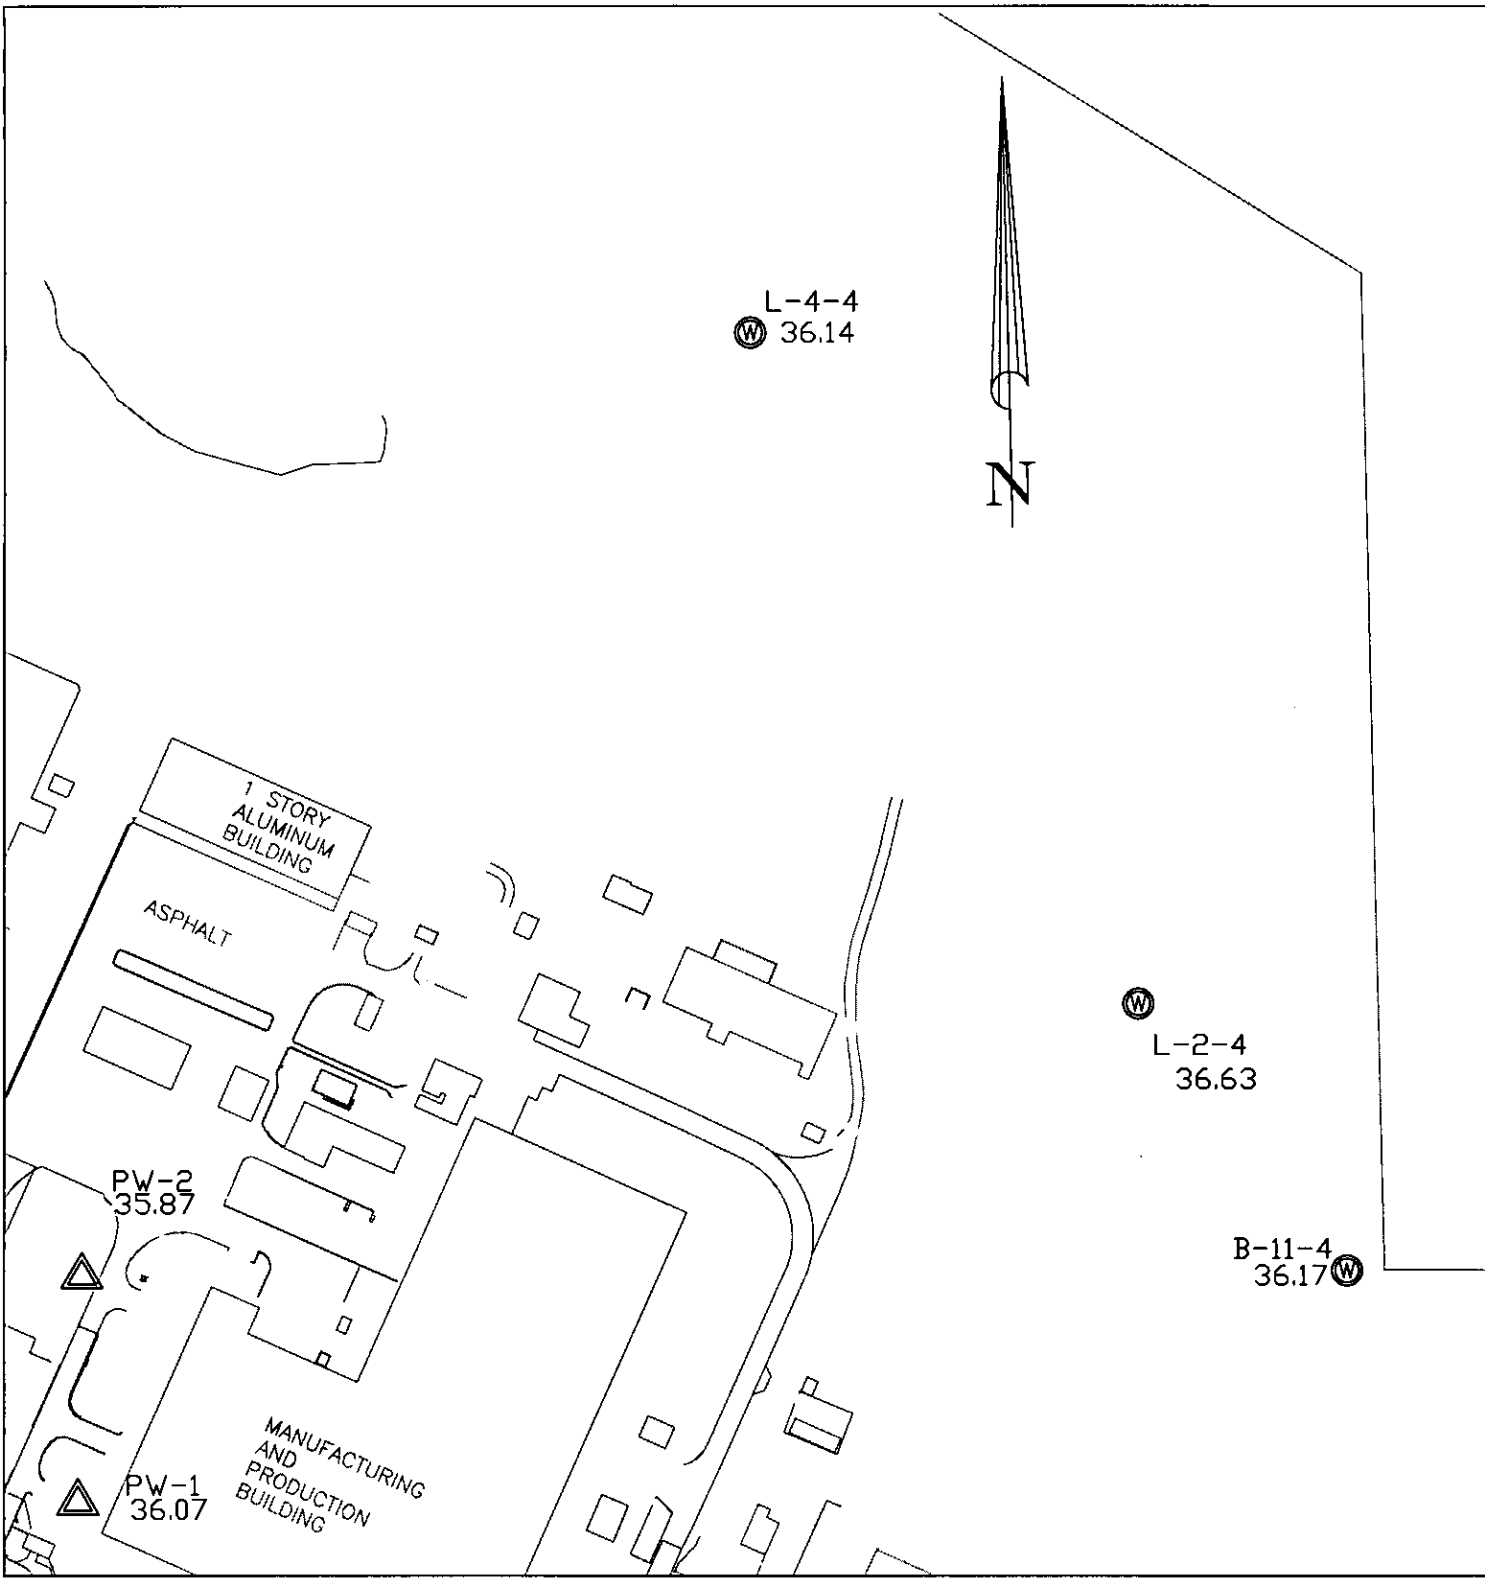 L-4-4
W 36.14
N
1 STORY
ALUMINUM
BUILDING
ASPHALT
W
L-2-4
36.63
PW-2
35.87
B-11-4
36.17 W
MANUFACTURING
AND
PRODUCTION
BUILDING
PW-1
36.07